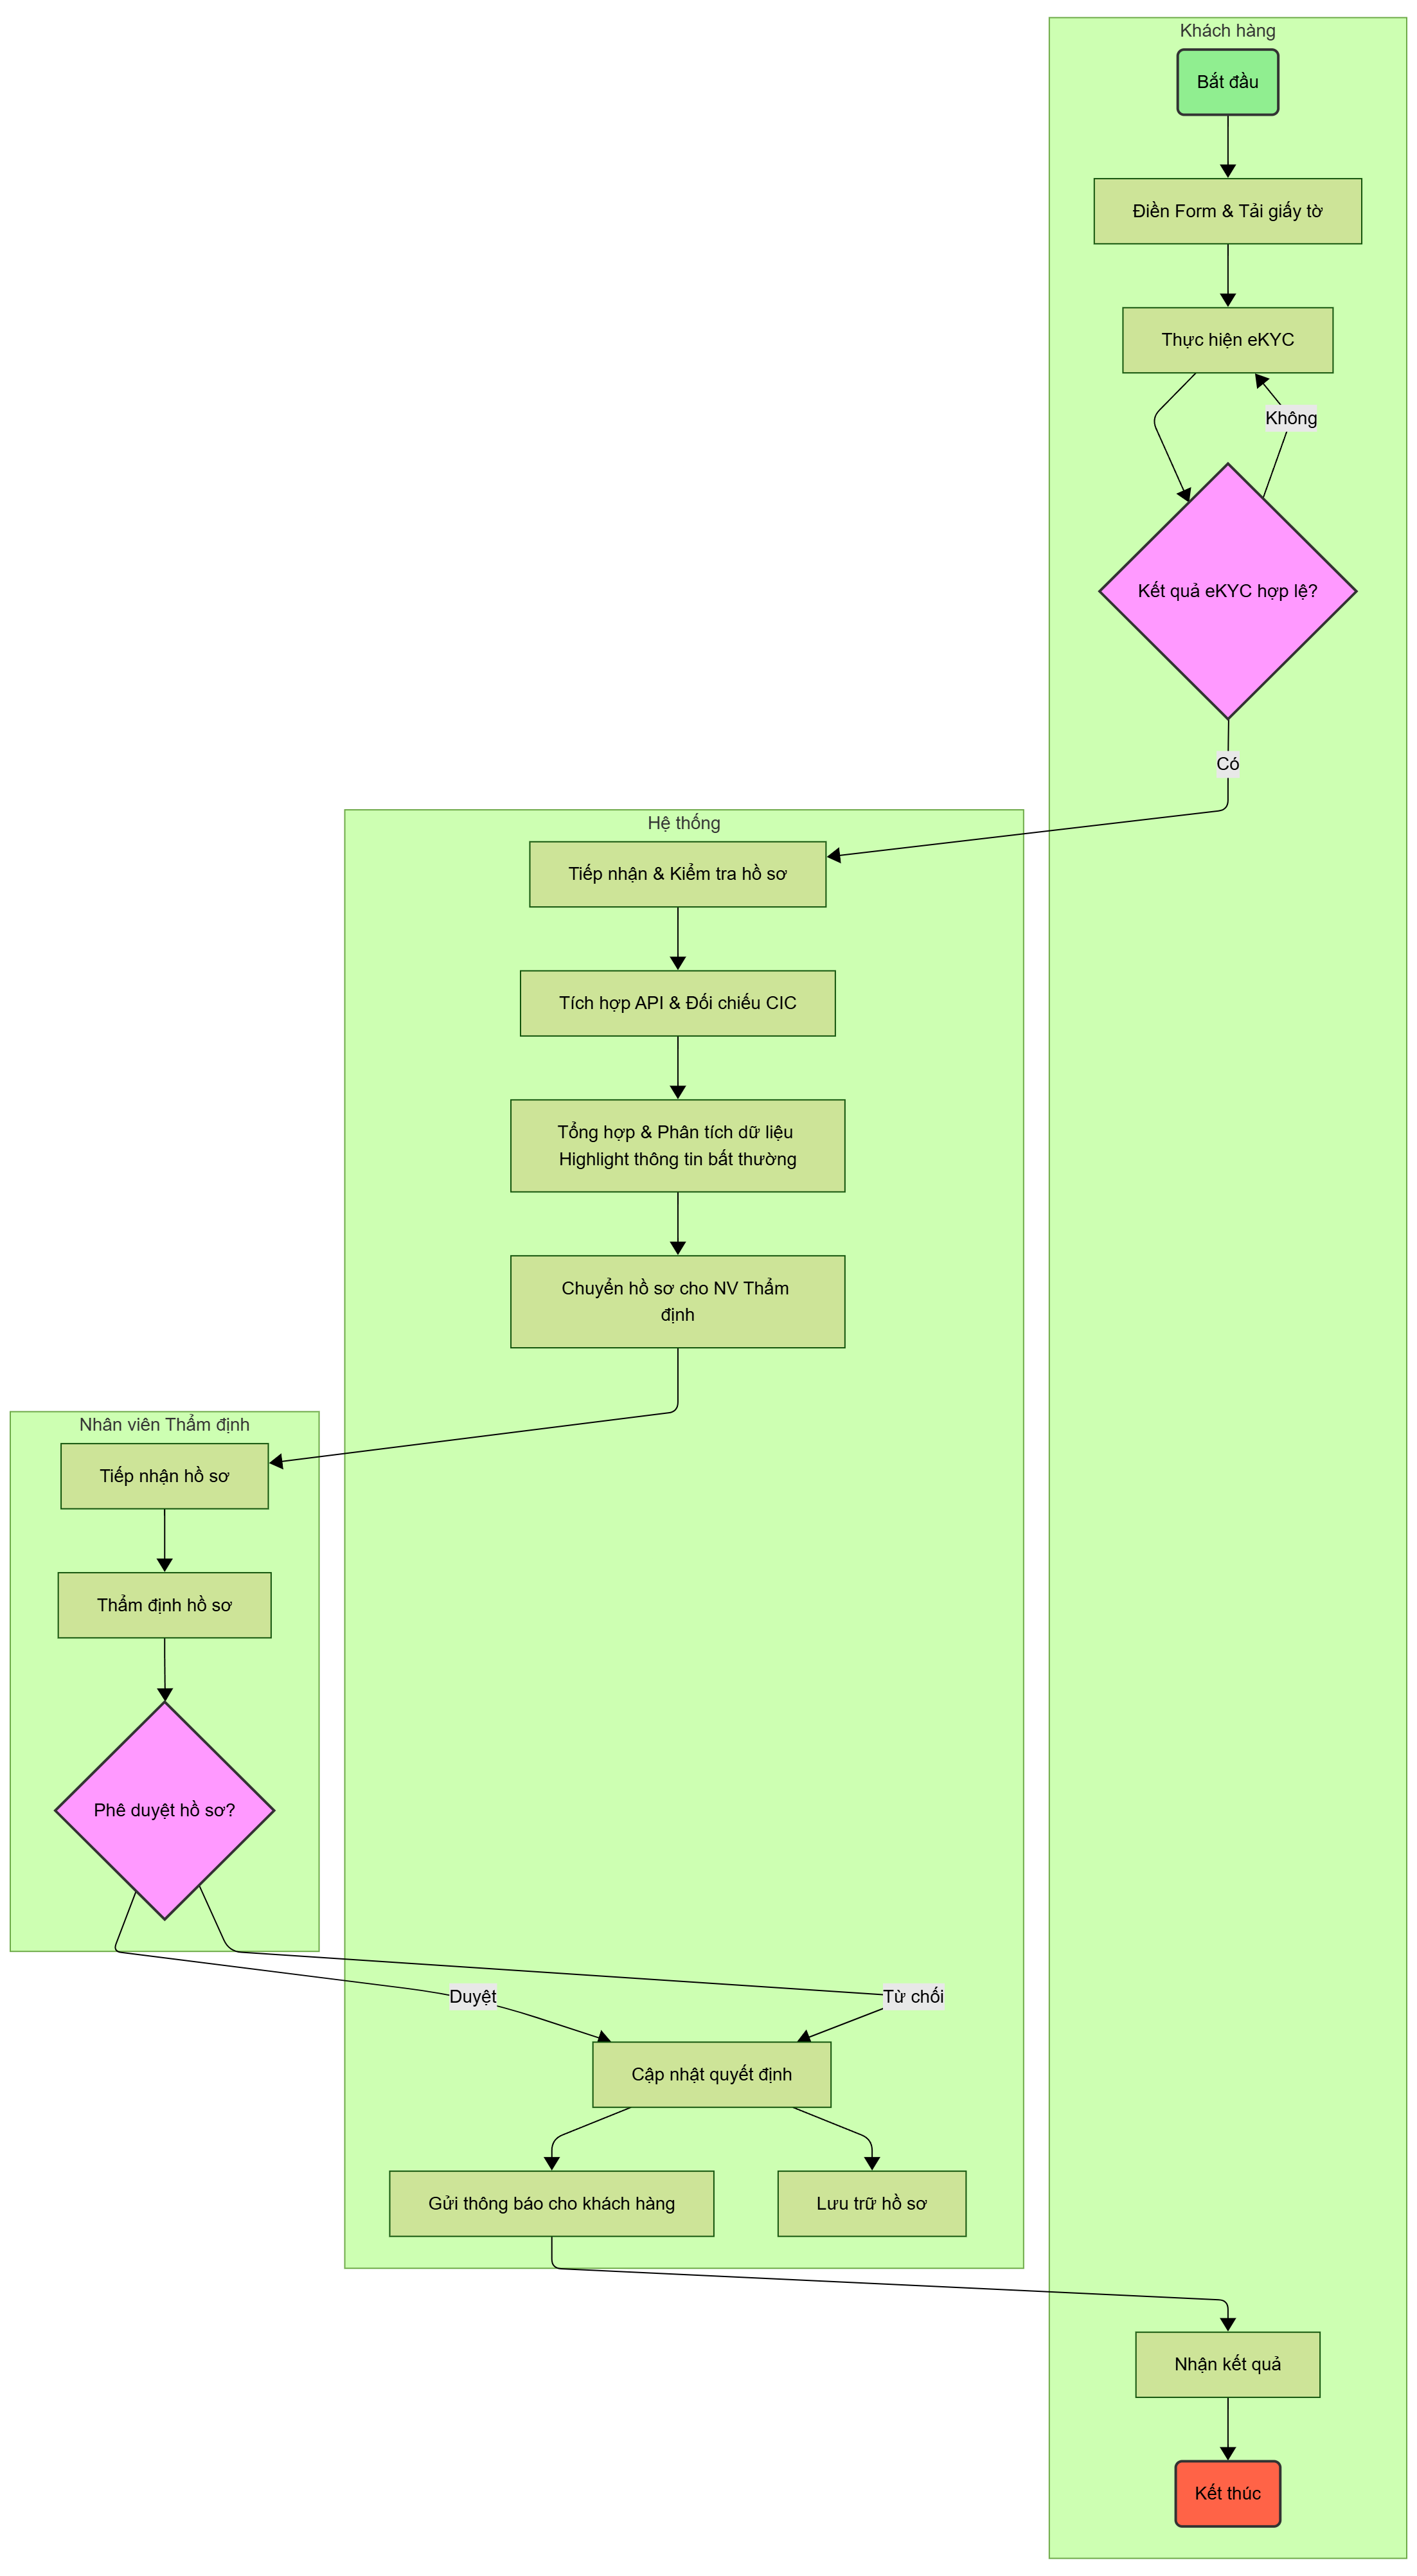 Khách hàng
Bắt đầu
Điền Form & Tải giấy tờ
Thực hiện eKYC
Không
Kết quả eKYC hợp lệ?
Có
Hệ thống
Tiếp nhận & Kiểm tra hồ sơ
Tích hợp API & Đối chiếu CIC
Tổng hợp & Phân tích dữ liệu
Highlight thông tin bất thường
Chuyển hồ sơ cho NV Thẩm
định
Nhân viên Thẩm định
Tiếp nhận hồ sơ
Thẩm định hồ sơ
Phê duyệt hồ sơ?
Duyệt
Từ chối
Cập nhật quyết định
Gửi thông báo cho khách hàng
Lưu trữ hồ sơ
Nhận kết quả
Kết thúc